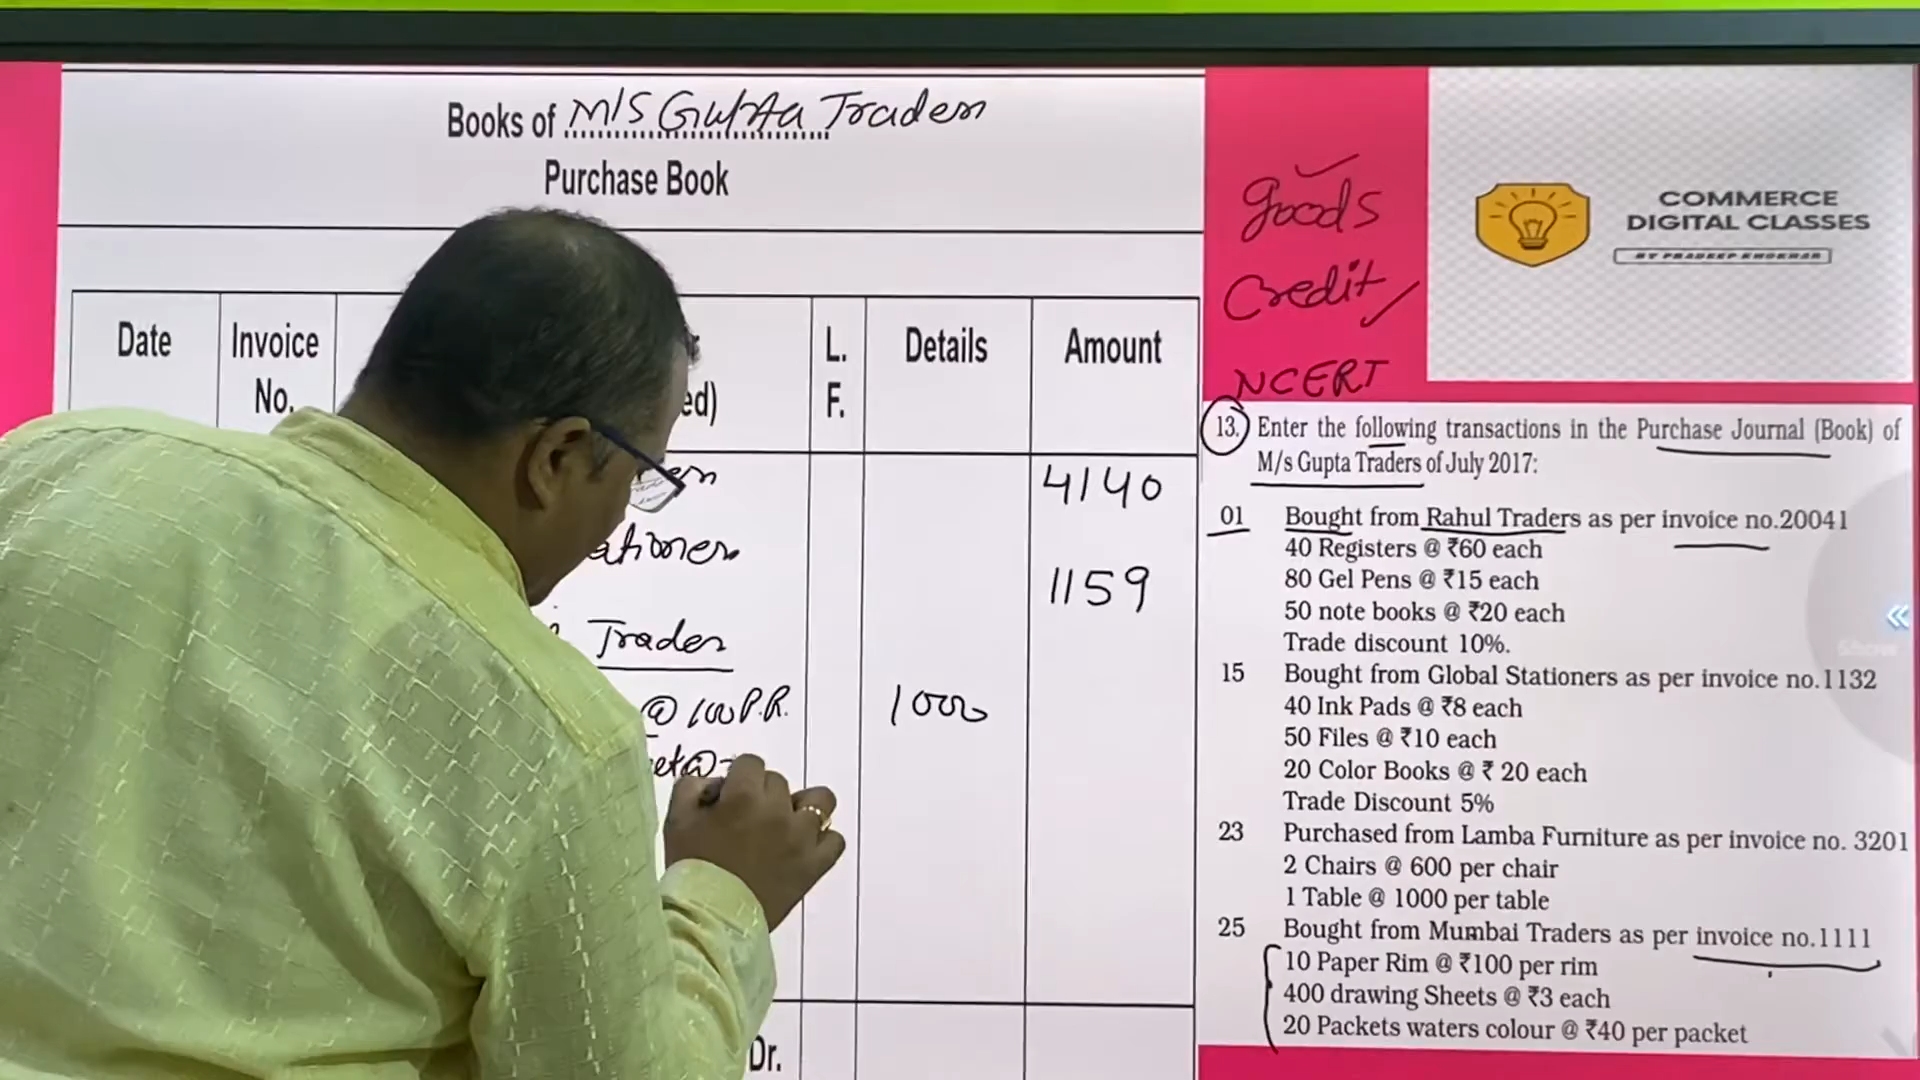 Books of M/S Gupta Traders
Purchase Book
Date
Invoice No.
ed)
L. F.
Details
Amount
4140
ationers
1159
Traders
@ 100 P.R.
1000
eet@
Dr.
Goods
Credit
NCERT
COMMERCE
DIGITAL CLASSES
BY PRADEEP KHOKHAR
13. Enter the following transactions in the Purchase Journal (Book) of
M/s Gupta Traders of July 2017:
01 Bought from Rahul Traders as per invoice no.20041
40 Registers @ ₹60 each
80 Gel Pens @ ₹15 each
50 note books @ ₹20 each
Trade discount 10%.
15 Bought from Global Stationers as per invoice no.1132
40 Ink Pads @ ₹8 each
50 Files @ ₹10 each
20 Color Books @ ₹ 20 each
Trade Discount 5%
23 Purchased from Lamba Furniture as per invoice no. 3201
2 Chairs @ 600 per chair
1 Table @ 1000 per table
25 Bought from Mumbai Traders as per invoice no.1111
10 Paper Rim @ ₹100 per rim
400 drawing Sheets @ ₹3 each
20 Packets waters colour @ ₹40 per packet